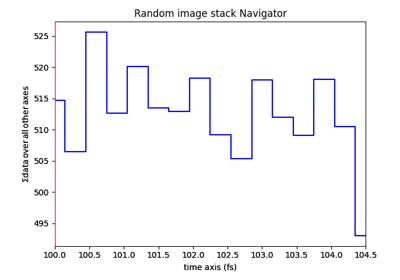 Random image stack Navigator
525
520
515
510
505
500
495
Σdata over all other axes
100.0 100.5 101.0 101.5 102.0 102.5 103.0 103.5 104.0 104.5
time axis (fs)